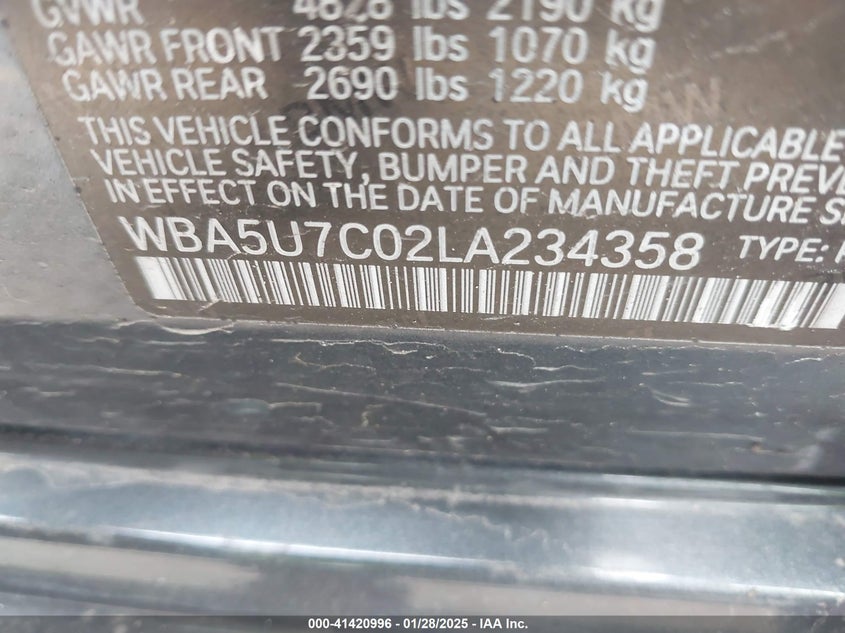 GVWR 4828 lbs 2190 kg
GAWR FRONT 2359 lbs 1070 kg
GAWR REAR 2690 lbs 1220 kg
THIS VEHICLE CONFORMS TO ALL APPLICABLE
VEHICLE SAFETY, BUMPER AND THEFT PREVE
IN EFFECT ON THE DATE OF MANUFACTURE S
WBA5U7C02LA234358 TYPE:
000-41420996 | 01/28/2025 | IAA Inc.